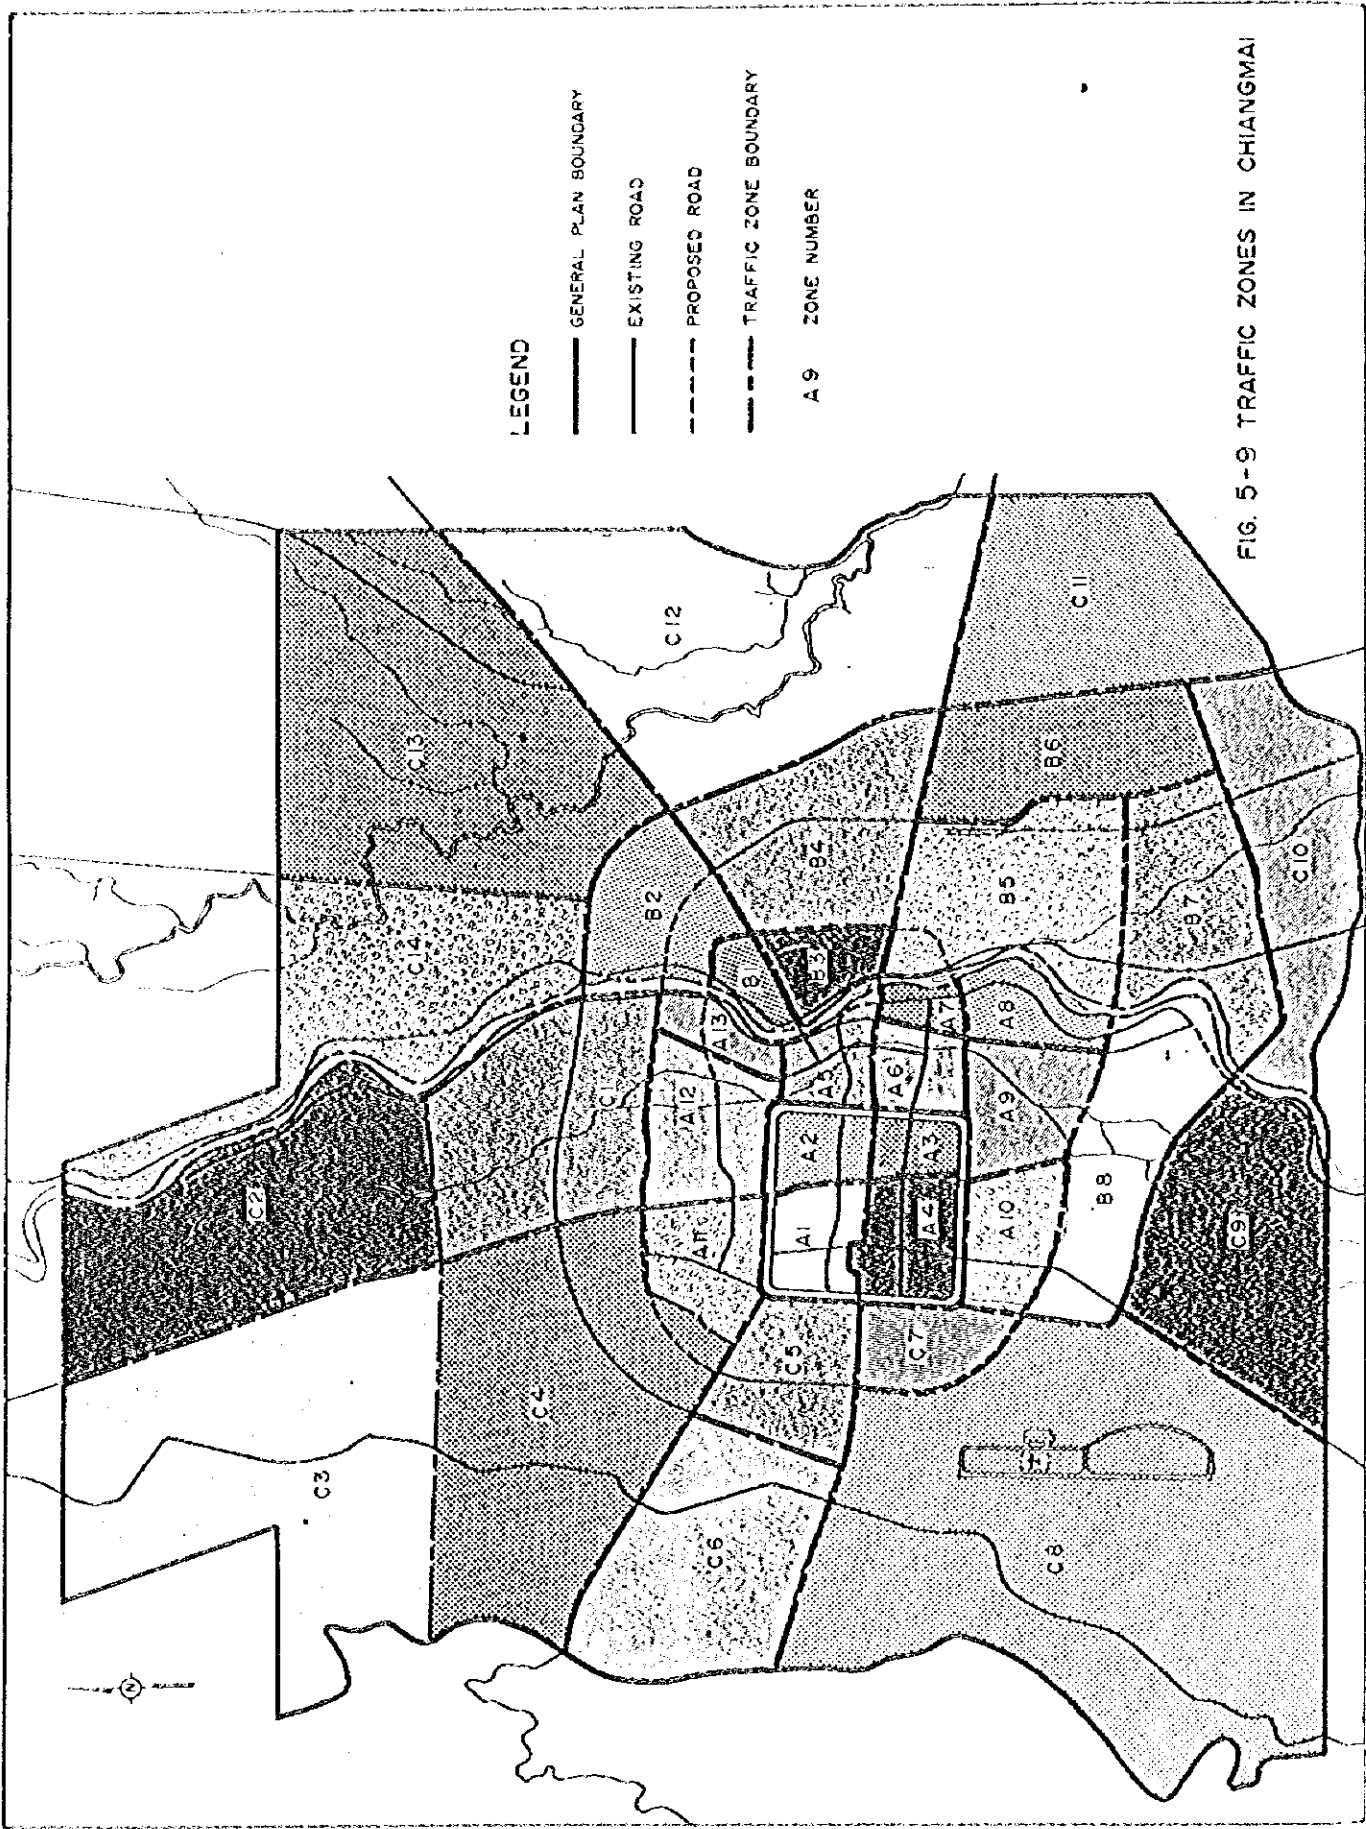 LEGEND
GENERAL PLAN BOUNDARY
EXISTING ROAD
PROPOSED ROAD
TRAFFIC ZONE BOUNDARY
A9 ZONE NUMBER
N
C3
C2
C14
C13
C4
C1
B2
C12
C6
C5
A11
A12
A13
B1
B3
B4
A1
A2
A5
A6
C7
A4
A3
A7
B5
B6
C11
C8
A10
A9
A8
B8
B7
C9
C10
FIG. 5-9 TRAFFIC ZONES IN CHIANGMAI